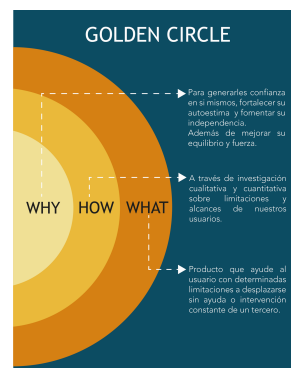 GOLDEN CIRCLE
Para generarles confianza
en si mismos, fortalecer su
autoestima y fomentar su
independencia.
Además de mejorar su
equilibrio y fuerza.
A través de investigación
cualitativa y cuantitativa
sobre limitaciones y
alcances de nuestros
usuarios.
WHY HOW WHAT
Producto que ayude al
usuario con determinadas
limitaciones a desplazarse
sin ayuda o intervención
constante de un tercero.